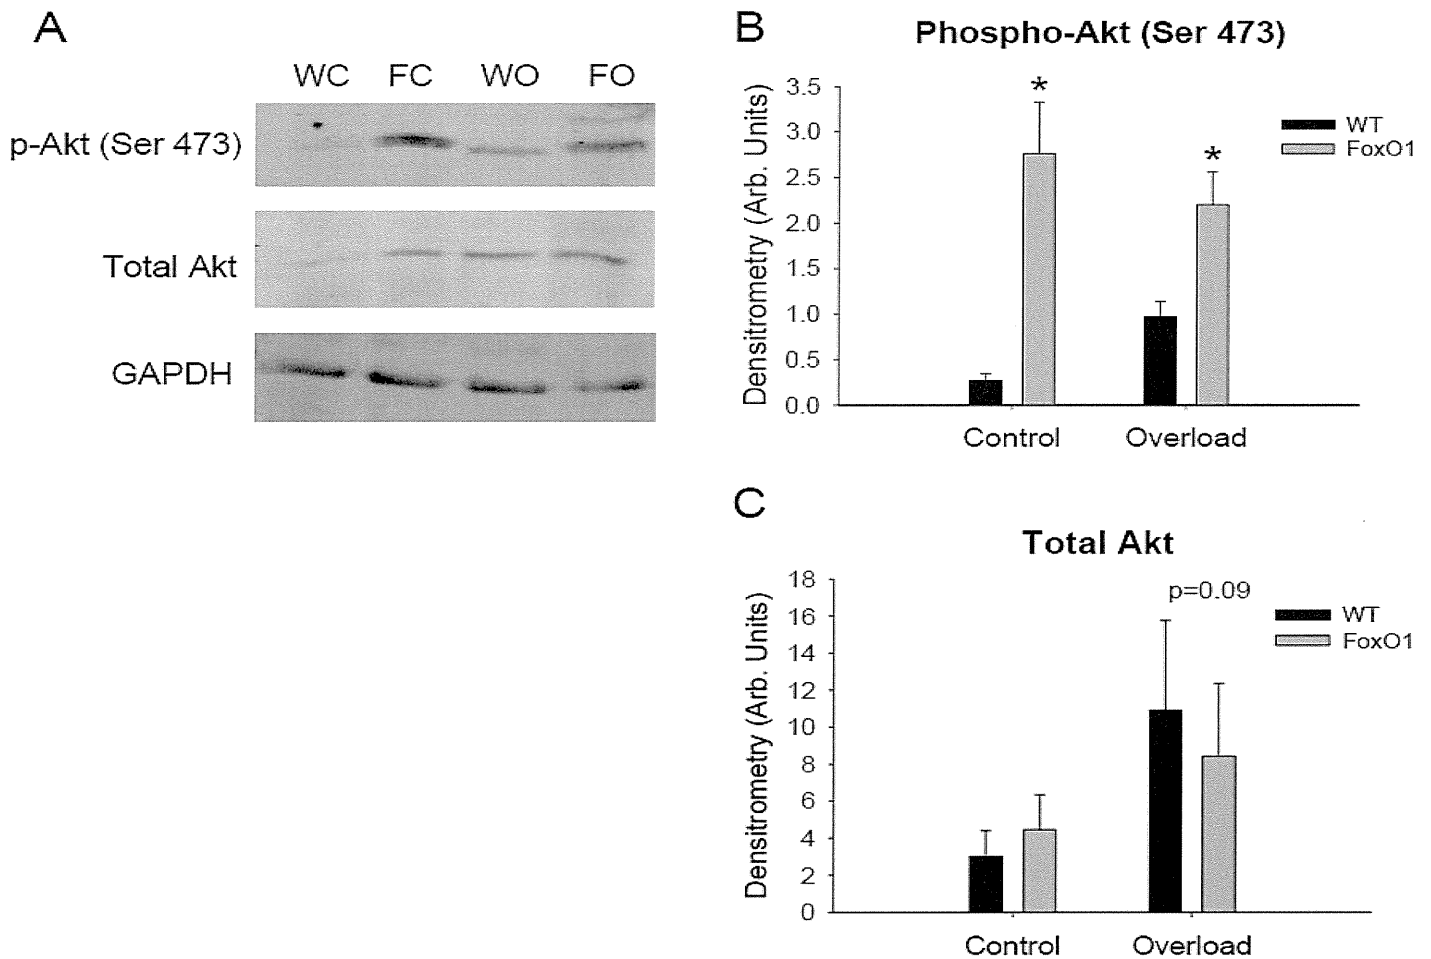 A
WC FC WO FO
p-Akt (Ser 473)
Total Akt
GAPDH
B
Phospho-Akt (Ser 473)
Densitrometry (Arb. Units)
3.5
3.0
2.5
2.0
1.5
1.0
0.5
0.0
*
*
WT
FoxO1
Control Overload
C
Total Akt
Densitrometry (Arb. Units)
18
16
14
12
10
8
6
4
2
0
p=0.09
WT
FoxO1
Control Overload